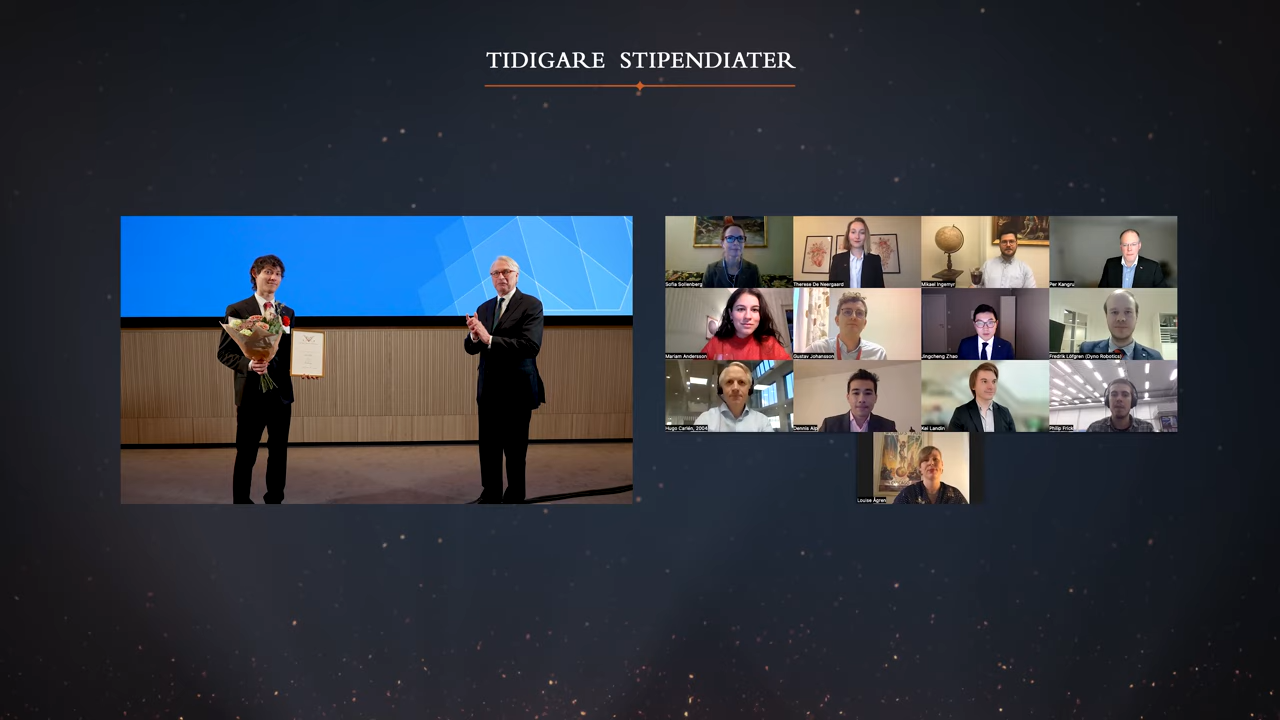 TIDIGARE STIPENDIATER
Sofia Sollenberg
Therese De Neergaard
Mikael Ingemyr
Per Kangru
Mariam Andersson
Gustav Johansson
Jingcheng Zhao
Fredrik Löfgren (Dyno Robotics)
Hugo Carlén, 2004
Dennis Alp
Kei Landin
Philip Frick
Louise Ågren